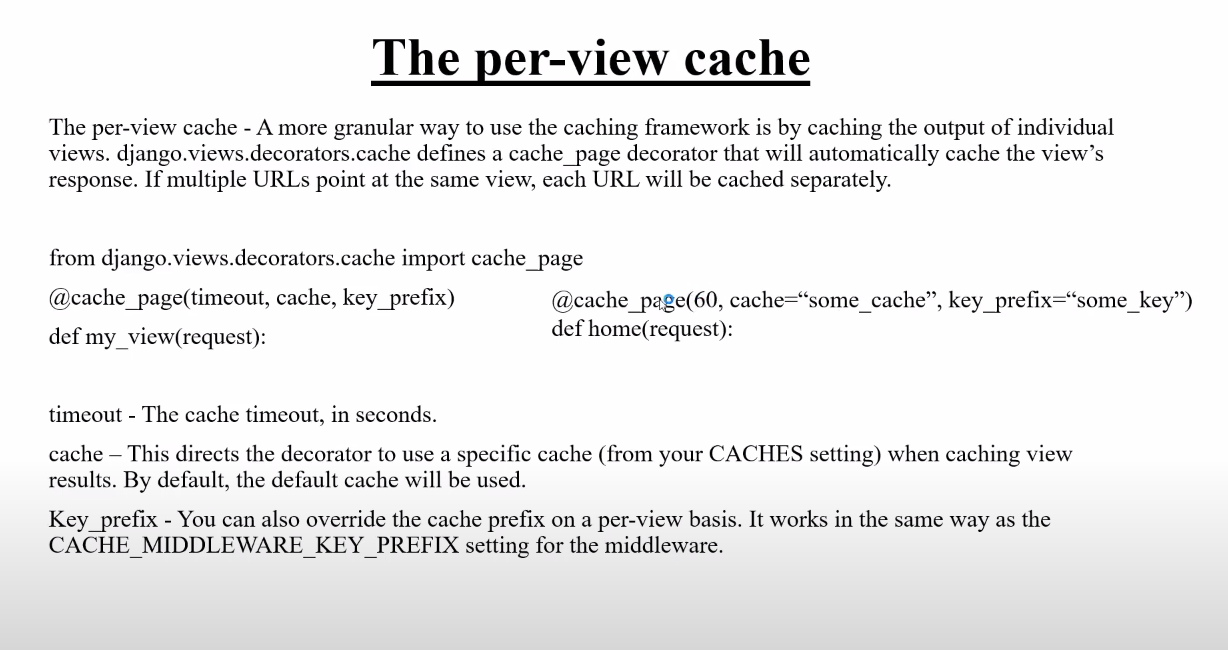 The per-view cache
The per-view cache - A more granular way to use the caching framework is by caching the output of individual
views. django.views.decorators.cache defines a cache_page decorator that will automatically cache the view’s
response. If multiple URLs point at the same view, each URL will be cached separately.
from django.views.decorators.cache import cache_page
@cache_page(timeout, cache, key_prefix)
def my_view(request):
@cache_page(60, cache=“some_cache”, key_prefix=“some_key”)
def home(request):
timeout - The cache timeout, in seconds.
cache – This directs the decorator to use a specific cache (from your CACHES setting) when caching view
results. By default, the default cache will be used.
Key_prefix - You can also override the cache prefix on a per-view basis. It works in the same way as the
CACHE_MIDDLEWARE_KEY_PREFIX setting for the middleware.